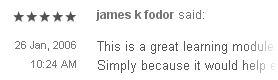 ★★★★★ james k fodor said:
26 Jan, 2006 This is a great learning module
10:24 AM Simply because it would help